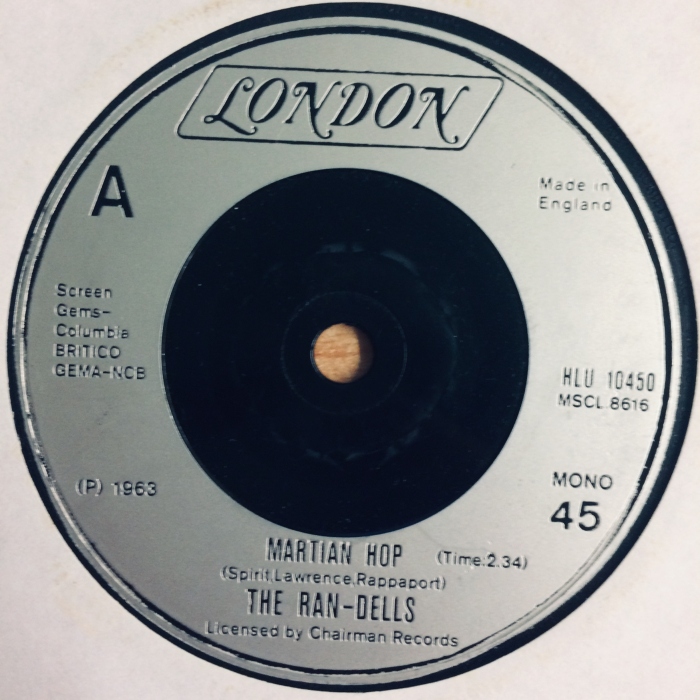 LONDON
A
Made in
England
Screen
Gems-
Columbia
BRITICO
GEMA-NCB
HLU 10450
MSCL 8616
(P) 1963
MONO
45
MARTIAN HOP (Time:2.34)
(Spirit,Lawrence,Rappaport)
THE RAN-DELLS
Licensed by Chairman Records